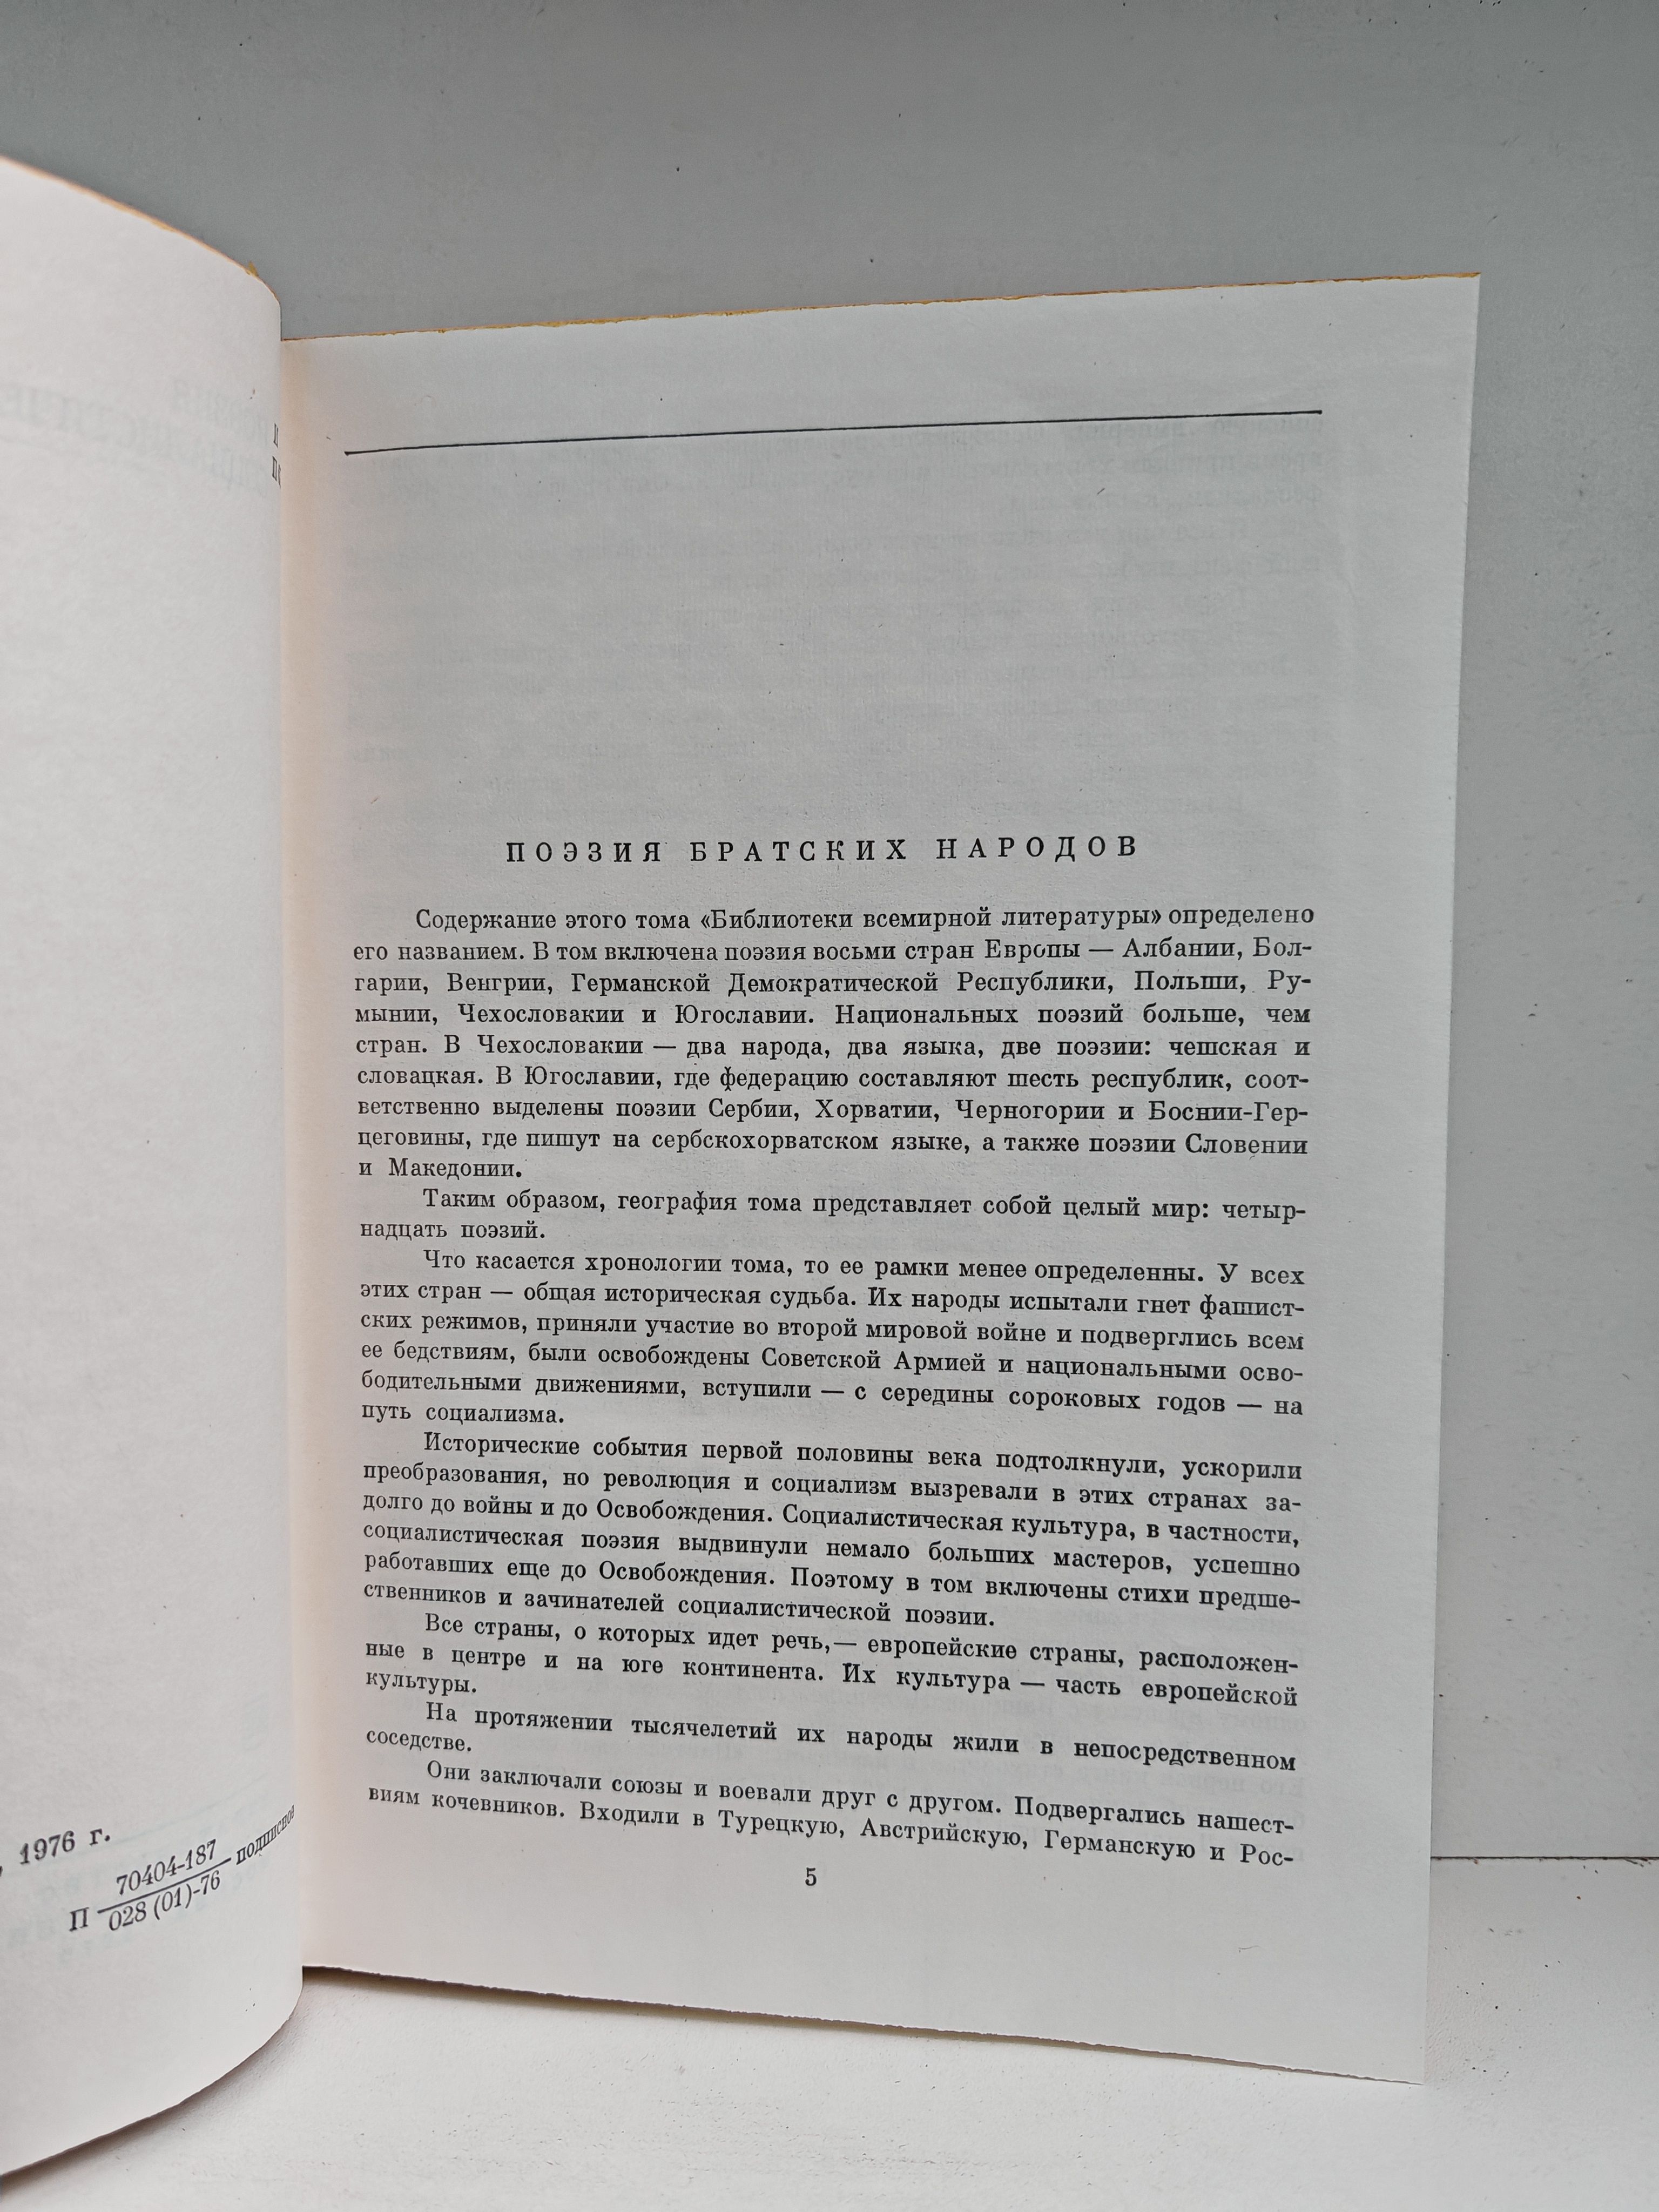 1976 г.
П 70404-187
028 (01)-76
подписное
ПОЭЗИЯ БРАТСКИХ НАРОДОВ
Содержание этого тома «Библиотеки всемирной литературы» определено
его названием. В том включена поэзия восьми стран Европы — Албании, Бол-
гарии, Венгрии, Германской Демократической Республики, Польши, Ру-
мынии, Чехословакии и Югославии. Национальных поэзий больше, чем
стран. В Чехословакии — два народа, два языка, две поэзии: чешская и
словацкая. В Югославии, где федерацию составляют шесть республик, соот-
ветственно выделены поэзии Сербии, Хорватии, Черногории и Боснии-Гер-
цеговины, где пишут на сербскохорватском языке, а также поэзии Словении
и Македонии.
Таким образом, география тома представляет собой целый мир: четыр-
надцать поэзий.
Что касается хронологии тома, то ее рамки менее определенны. У всех
этих стран — общая историческая судьба. Их народы испытали гнет фашист-
ских режимов, приняли участие во второй мировой войне и подверглись всем
ее бедствиям, были освобождены Советской Армией и национальными осво-
бодительными движениями, вступили — с середины сороковых годов — на
путь социализма.
Исторические события первой половины века подтолкнули, ускорили
преобразования, но революция и социализм вызревали в этих странах за-
долго до войны и до Освобождения. Социалистическая культура, в частности,
социалистическая поэзия выдвинули немало больших мастеров, успешно
работавших еще до Освобождения. Поэтому в том включены стихи предше-
ственников и зачинателей социалистической поэзии.
Все страны, о которых идет речь,— европейские страны, расположен-
ные в центре и на юге континента. Их культура — часть европейской
культуры.
На протяжении тысячелетий их народы жили в непосредственном
соседстве.
Они заключали союзы и воевали друг с другом. Подвергались нашест-
виям кочевников. Входили в Турецкую, Австрийскую, Германскую и Рос-
5